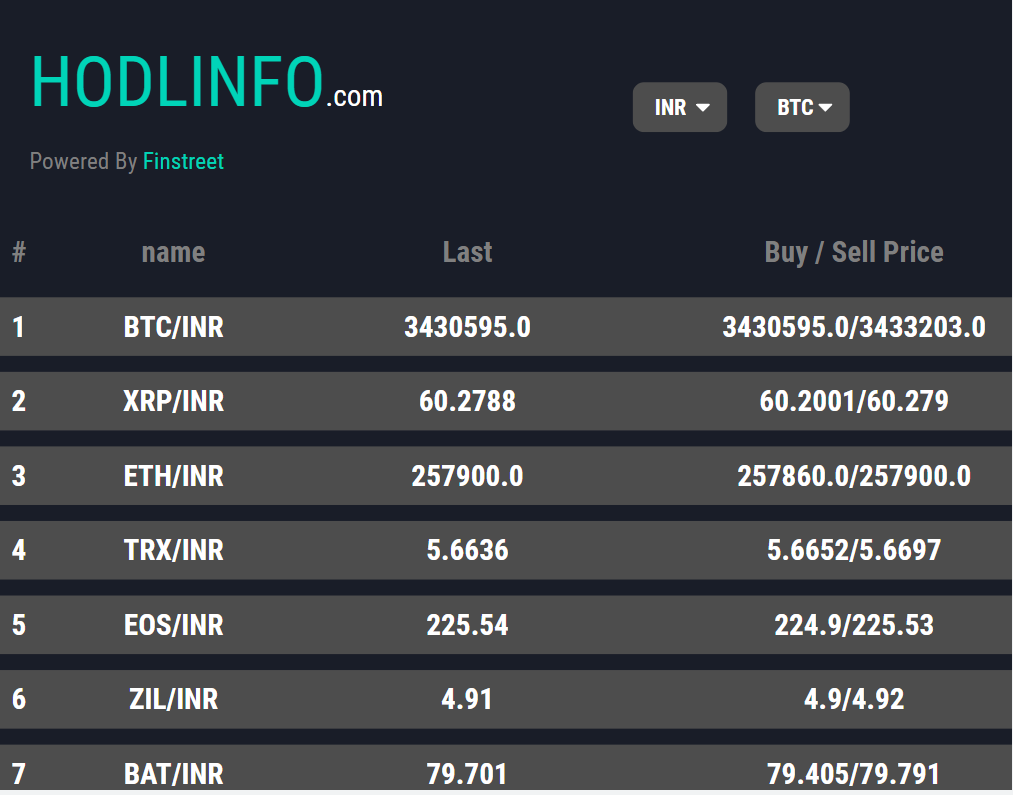 HODLINFO.com
INR BTC
Powered By Finstreet
# name Last Buy / Sell Price
1 BTC/INR 3430595.0 3430595.0/3433203.0
2 XRP/INR 60.2788 60.2001/60.279
3 ETH/INR 257900.0 257860.0/257900.0
4 TRX/INR 5.6636 5.6652/5.6697
5 EOS/INR 225.54 224.9/225.53
6 ZIL/INR 4.91 4.9/4.92
7 BAT/INR 79.701 79.405/79.791